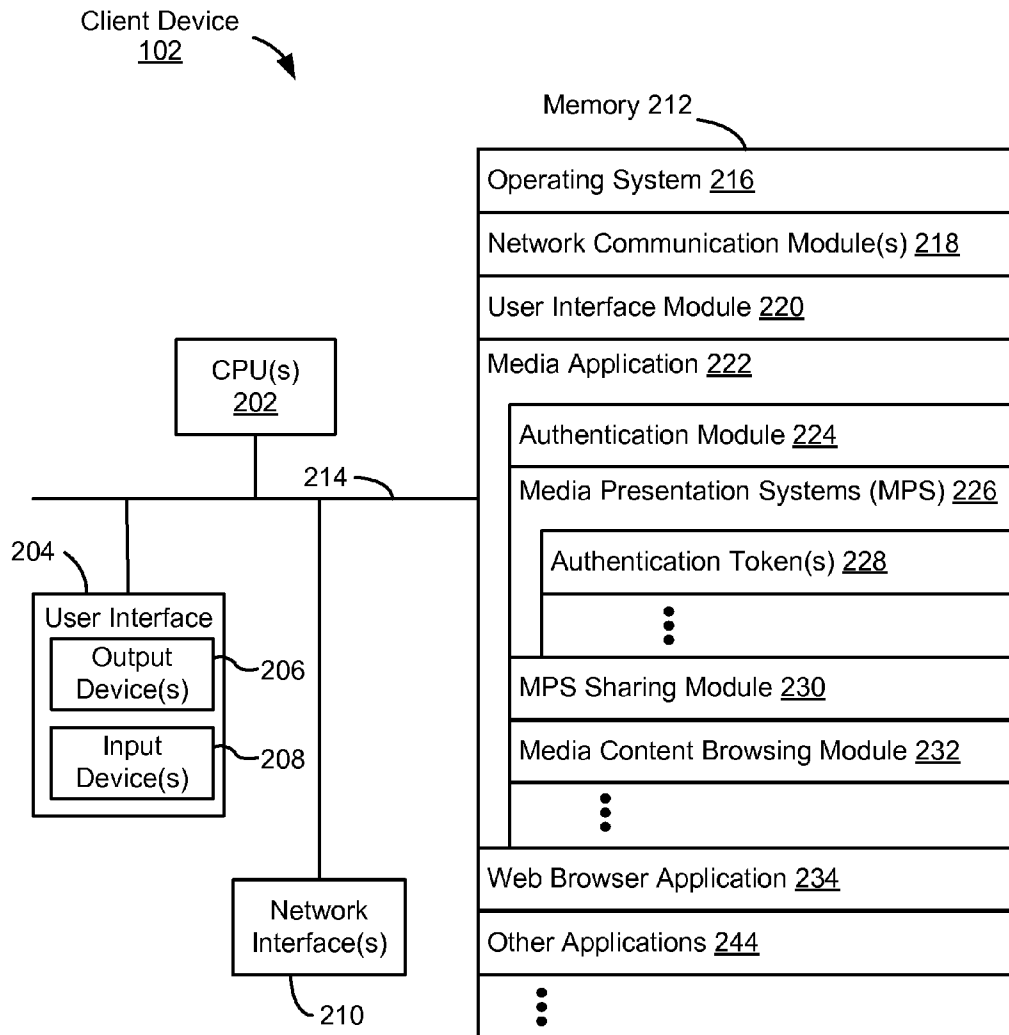 Client Device
102
Memory 212
Operating System 216
Network Communication Module(s) 218
User Interface Module 220
Media Application 222
Authentication Module 224
Media Presentation Systems (MPS) 226
Authentication Token(s) 228
MPS Sharing Module 230
Media Content Browsing Module 232
Web Browser Application 234
Other Applications 244
CPU(s)
202
214
204
User Interface
Output
Device(s)
206
Input
Device(s)
208
Network
Interface(s)
210